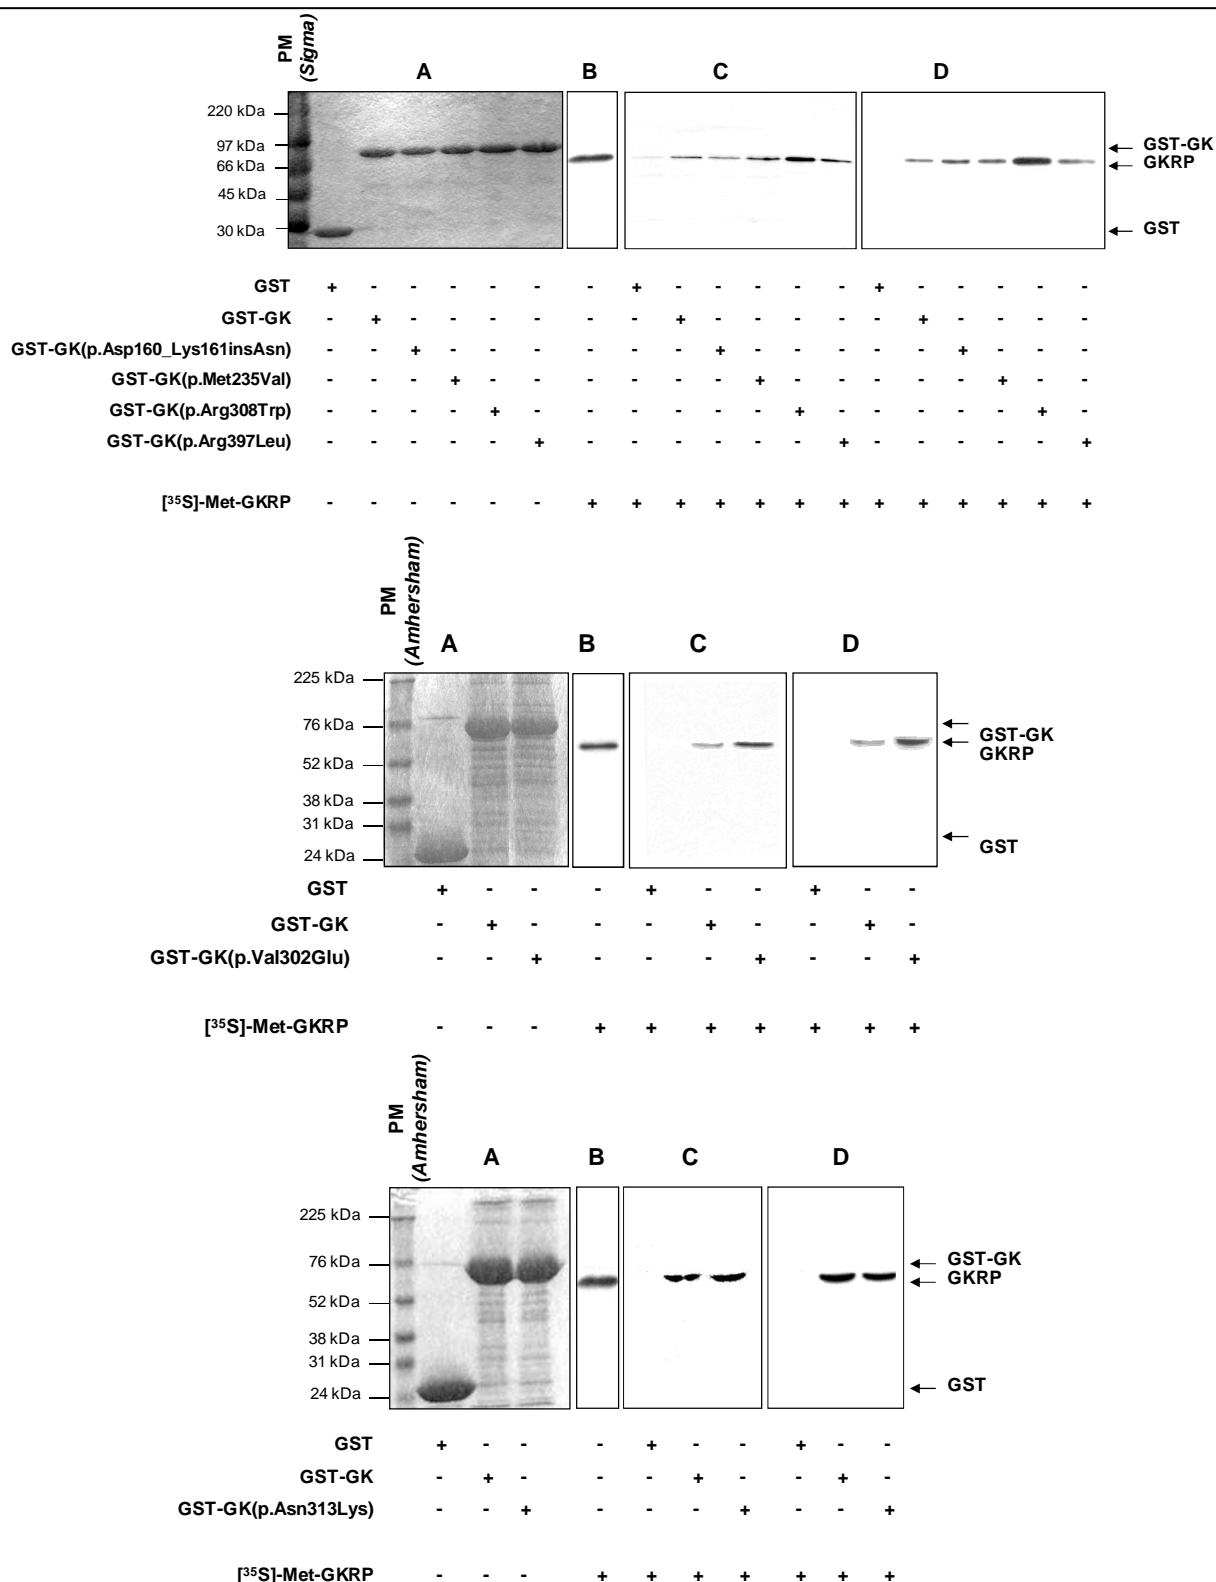 PM
(Sigma)
A B C D
220 kDa
97 kDa
66 kDa
45 kDa
30 kDa
GST-GK
GKRP
GST
GST + - - - - - - + - - - - - + - - - - -
GST-GK - + - - - - - - + - - - - - + - - - -
GST-GK(p.Asp160_Lys161insAsn) - - + - - - - - - + - - - - - + - - -
GST-GK(p.Met235Val) - - - + - - - - - - + - - - - - + - -
GST-GK(p.Arg308Trp) - - - - + - - - - - - + - - - - - + -
GST-GK(p.Arg397Leu) - - - - - + - - - - - - + - - - - - +
[³⁵S]-Met-GKRP - - - - - - + + + + + + + + + + + + +
PM
(Amhersham)
A B C D
225 kDa
76 kDa
52 kDa
38 kDa
31 kDa
24 kDa
GST-GK
GKRP
GST
GST + - - - + - - + - -
GST-GK - + - - - + - - + -
GST-GK(p.Val302Glu) - - + - - - + - - +
[³⁵S]-Met-GKRP - - - + + + + + + +
PM
(Amhersham)
A B C D
225 kDa
76 kDa
52 kDa
38 kDa
31 kDa
24 kDa
GST-GK
GKRP
GST
GST + - - - + - - + - -
GST-GK - + - - - + - - + -
GST-GK(p.Asn313Lys) - - + - - - + - - +
[³⁵S]-Met-GKRP - - - + + + + + + +